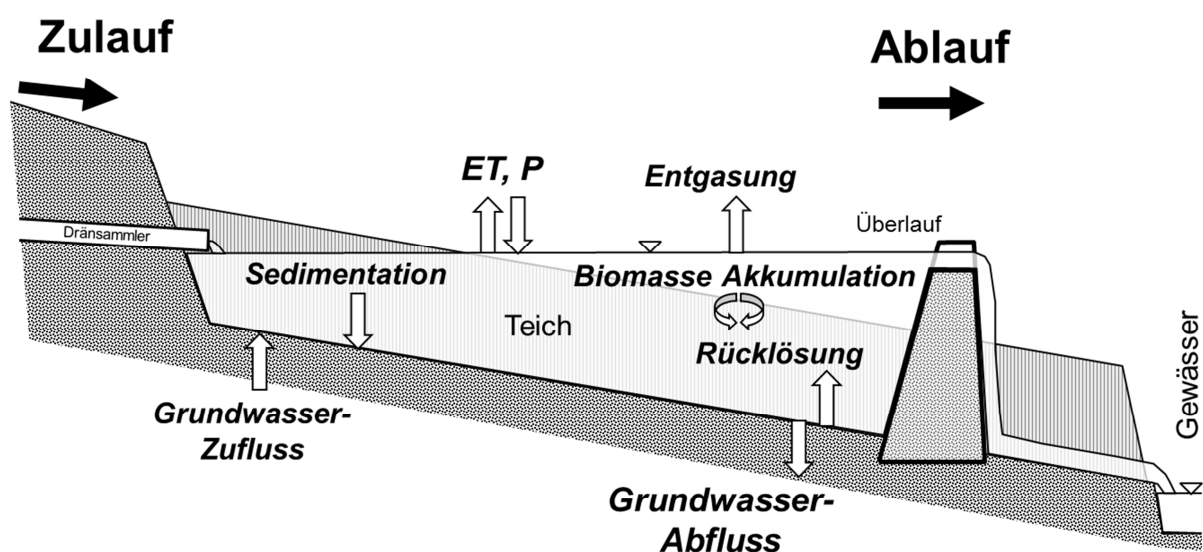 Zulauf
Ablauf
ET, P
Entgasung
Überlauf
Dränsammler
Sedimentation
Biomasse Akkumulation
Teich
Rücklösung
Grundwasser-
Zufluss
Grundwasser-
Abfluss
Gewässer